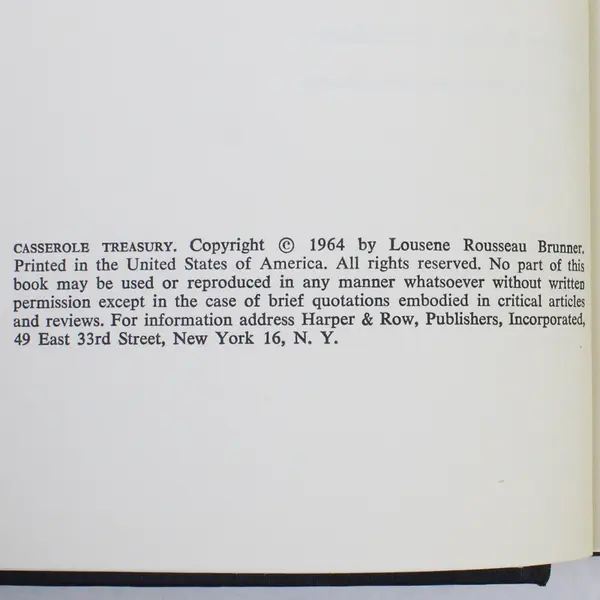 CASSEROLE TREASURY. Copyright © 1964 by Lousene Rousseau Brunner.
Printed in the United States of America. All rights reserved. No part of this
book may be used or reproduced in any manner whatsoever without written
permission except in the case of brief quotations embodied in critical articles
and reviews. For information address Harper & Row, Publishers, Incorporated,
49 East 33rd Street, New York 16, N. Y.